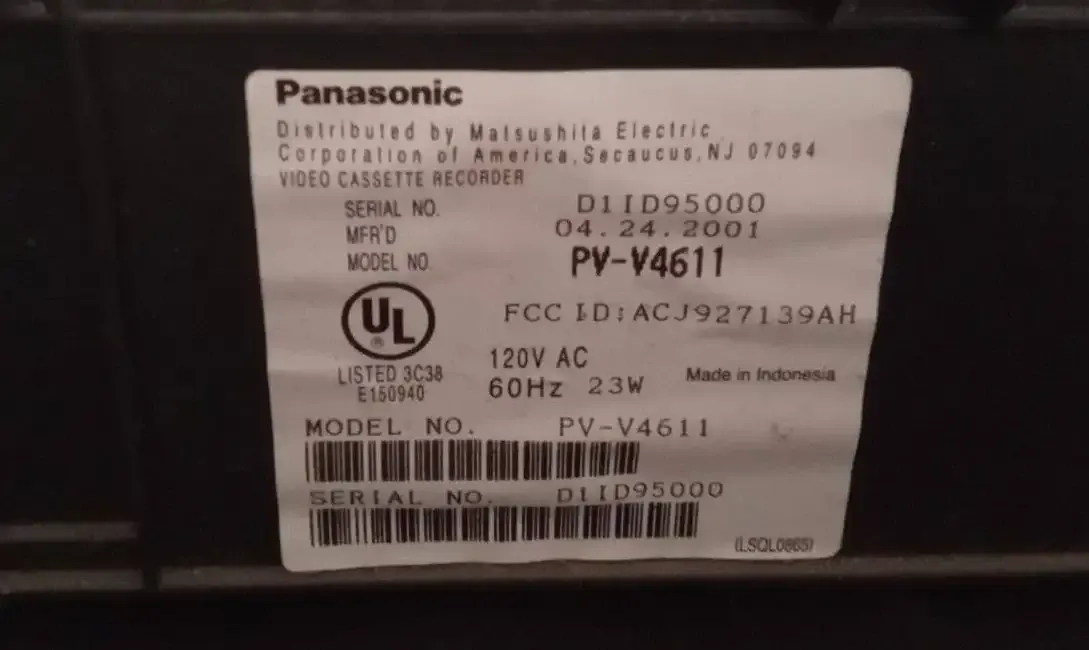 Panasonic
Distributed by Matsushita Electric
Corporation of America, Secaucus, NJ 07094
VIDEO CASSETTE RECORDER
SERIAL NO. D1ID95000
MFR'D 04.24.2001
MODEL NO. PV-V4611
UL ®
FCC ID: ACJ927139AH
LISTED 3C38
E150940
120V AC
60Hz 23W
Made in Indonesia
MODEL NO. PV-V4611
SERIAL NO. D1ID95000
(LSQL0865)